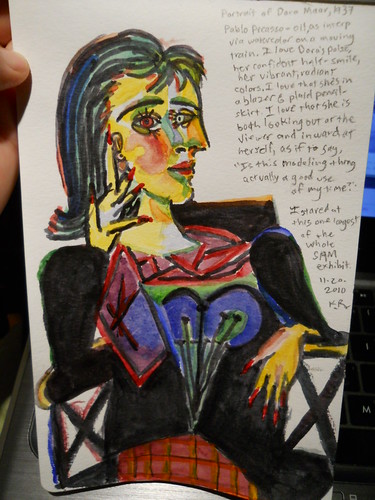 Portrait of Dora Maar, 1937
Pablo Picasso - oil, as interp
via watercolor on a moving
train. I love Dora's poise,
her confident half-smile,
her vibrant, radiant
colors. I love that she's in
a blazer & plaid pencil-
skirt. I love that she is
both looking out at the
viewer and inward at
herself, as if to say,
"Is this modeling thing
actually a good use
of my time?"
I stared at
this one longest
of the
whole
SAM
exhibit.
11-20.
2010